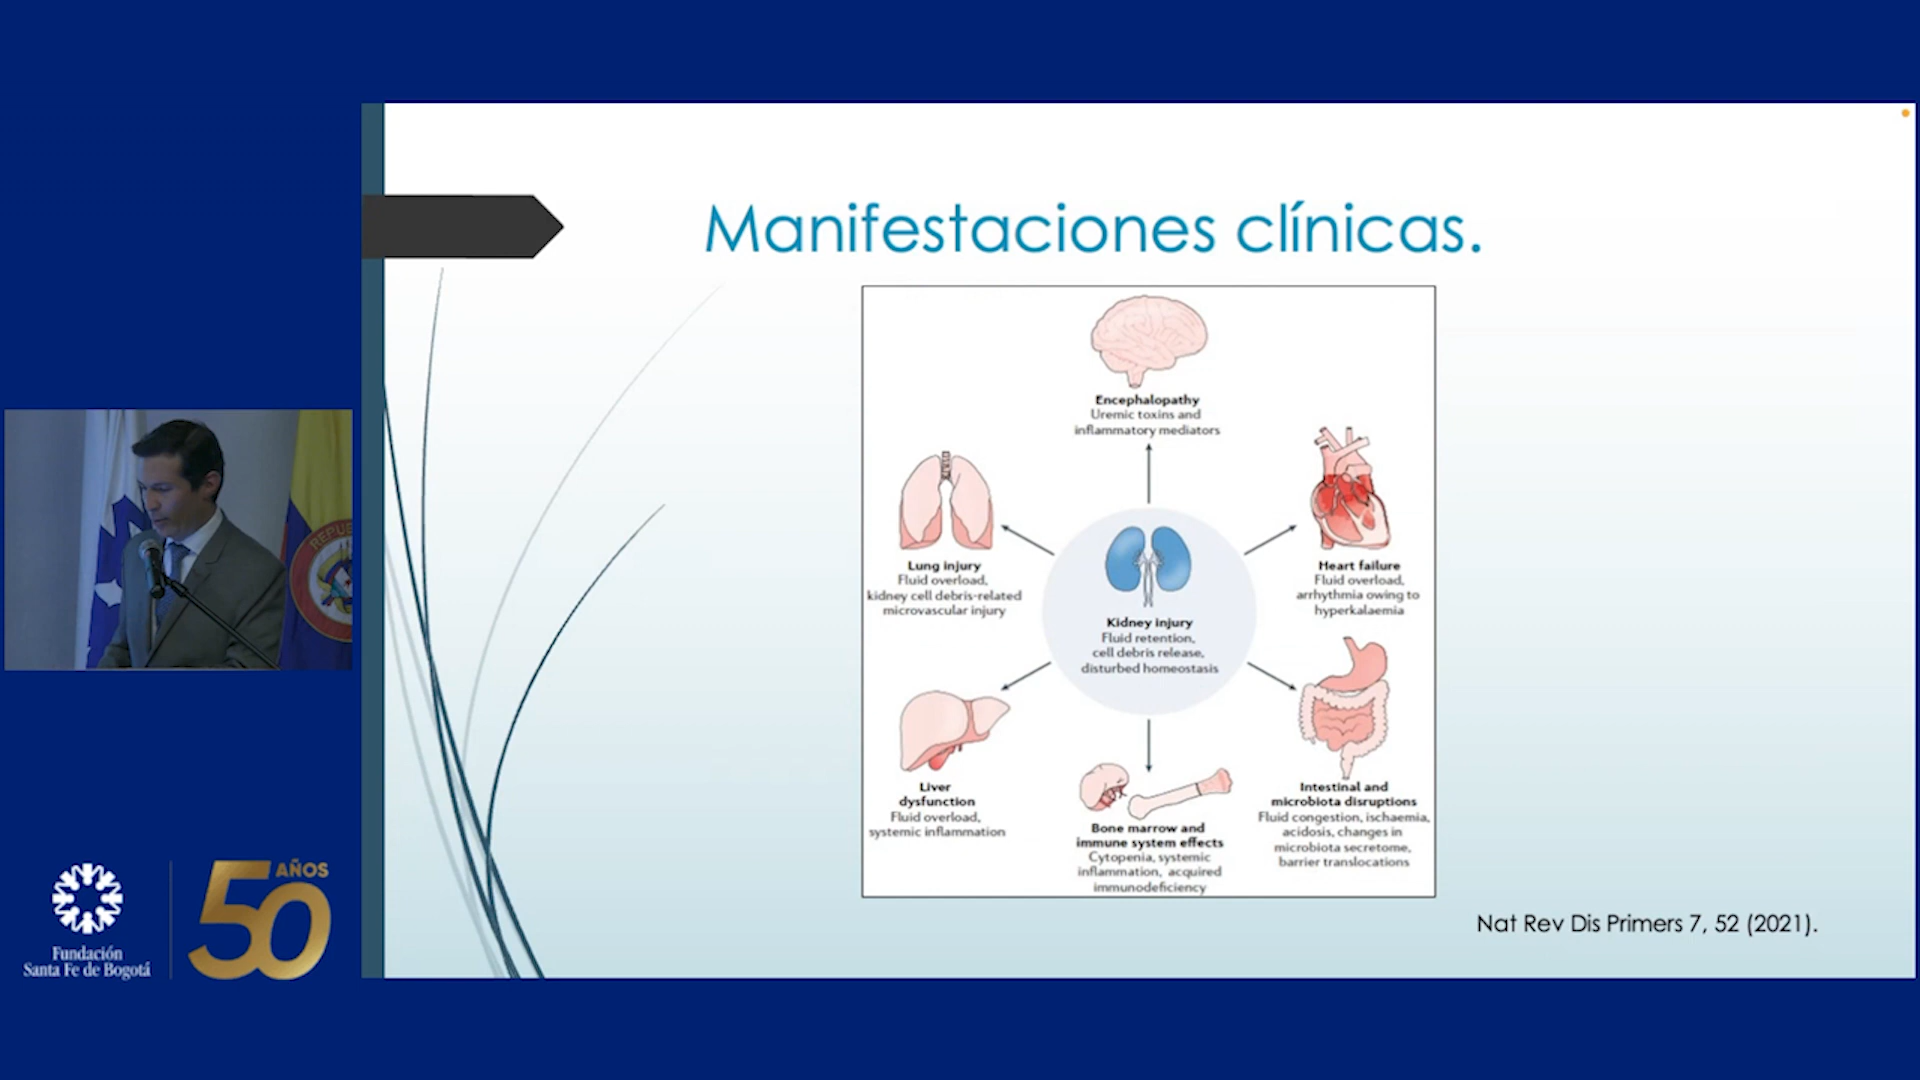 Manifestaciones clínicas.
Encephalopathy
Uremic toxins and
inflammatory mediators
Lung injury
Fluid overload,
kidney cell debris-related
microvascular injury
Heart failure
Fluid overload,
arrhythmia owing to
hyperkalaemia
Kidney injury
Fluid retention,
cell debris release,
disturbed homeostasis
Liver
dysfunction
Fluid overload,
systemic inflammation
Bone marrow and
immune system effects
Cytopenia, systemic
inflammation, acquired
immunodeficiency
Intestinal and
microbiota disruptions
Fluid congestion, ischaemia,
acidosis, changes in
microbiota secretome,
barrier translocations
Nat Rev Dis Primers 7, 52 (2021).
REPU
Fundación
Santa Fe de Bogotá
50 AÑOS